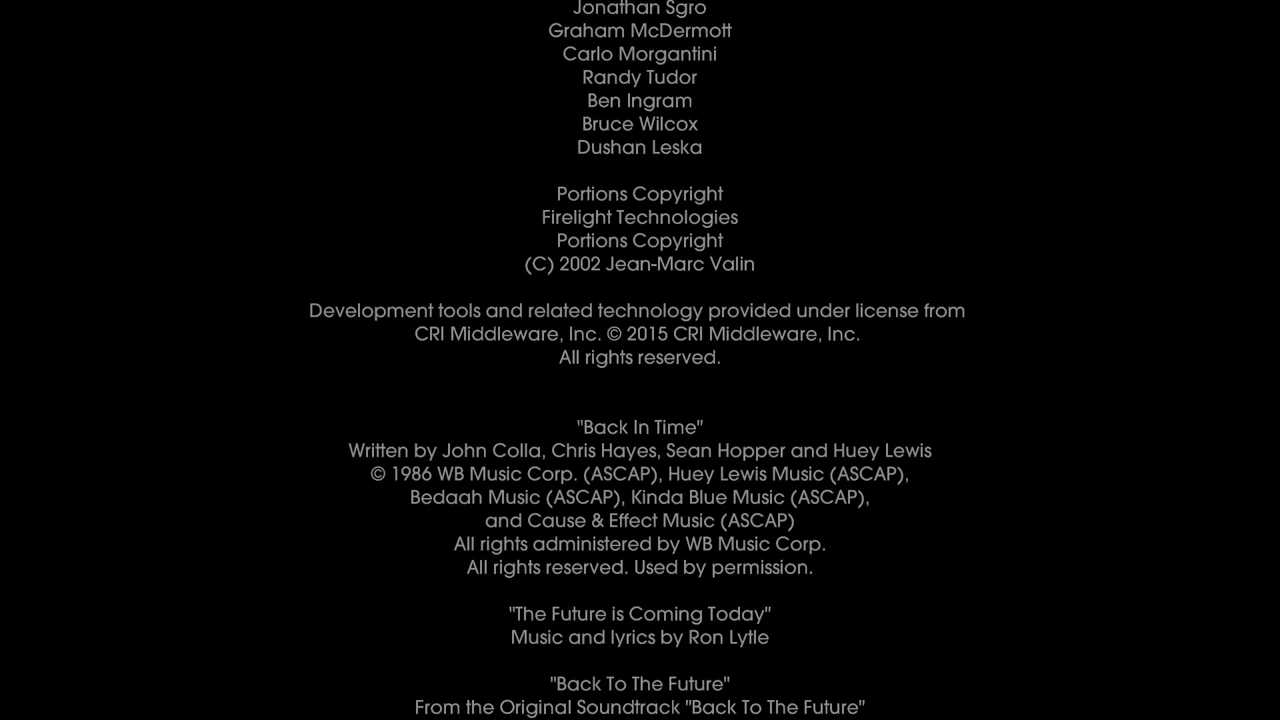 Jonathan Sgro
Graham McDermott
Carlo Morgantini
Randy Tudor
Ben Ingram
Bruce Wilcox
Dushan Leska
Portions Copyright
Firelight Technologies
Portions Copyright
(C) 2002 Jean-Marc Valin
Development tools and related technology provided under license from
CRI Middleware, Inc. © 2015 CRI Middleware, Inc.
All rights reserved.
"Back In Time"
Written by John Colla, Chris Hayes, Sean Hopper and Huey Lewis
© 1986 WB Music Corp. (ASCAP), Huey Lewis Music (ASCAP),
Bedaah Music (ASCAP), Kinda Blue Music (ASCAP),
and Cause & Effect Music (ASCAP)
All rights administered by WB Music Corp.
All rights reserved. Used by permission.
"The Future is Coming Today"
Music and lyrics by Ron Lytle
"Back To The Future"
From the Original Soundtrack "Back To The Future"